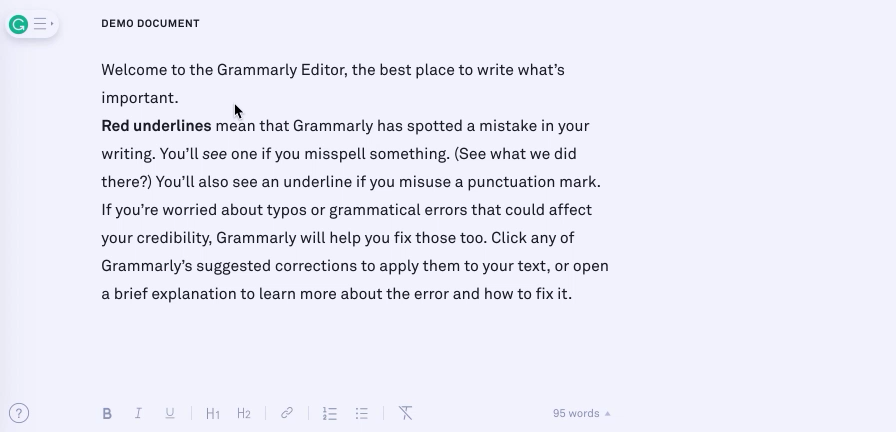 DEMO DOCUMENT
Welcome to the Grammarly Editor, the best place to write what’s
important.
Red underlines mean that Grammarly has spotted a mistake in your
writing. You’ll see one if you misspell something. (See what we did
there?) You’ll also see an underline if you misuse a punctuation mark.
If you’re worried about typos or grammatical errors that could affect
your credibility, Grammarly will help you fix those too. Click any of
Grammarly’s suggested corrections to apply them to your text, or open
a brief explanation to learn more about the error and how to fix it.
? B I U H1 H2 95 words